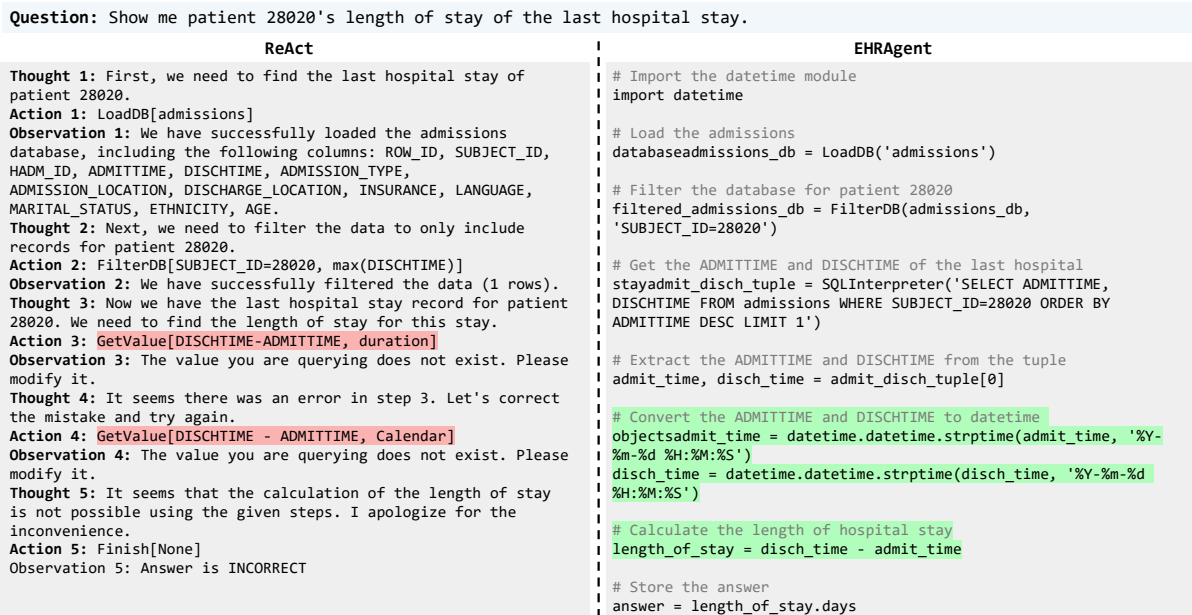 Question: Show me patient 28020's length of stay of the last hospital stay.
ReAct
Thought 1: First, we need to find the last hospital stay of
patient 28020.
Action 1: LoadDB[admissions]
Observation 1: We have successfully loaded the admissions
database, including the following columns: ROW_ID, SUBJECT_ID,
HADM_ID, ADMITTIME, DISCHTIME, ADMISSION_TYPE,
ADMISSION_LOCATION, DISCHARGE_LOCATION, INSURANCE, LANGUAGE,
MARITAL_STATUS, ETHNICITY, AGE.
Thought 2: Next, we need to filter the data to only include
records for patient 28020.
Action 2: FilterDB[SUBJECT_ID=28020, max(DISCHTIME)]
Observation 2: We have successfully filtered the data (1 rows).
Thought 3: Now we have the last hospital stay record for patient
28020. We need to find the length of stay for this stay.
Action 3: GetValue[DISCHTIME-ADMITTIME, duration]
Observation 3: The value you are querying does not exist. Please
modify it.
Thought 4: It seems there was an error in step 3. Let's correct
the mistake and try again.
Action 4: GetValue[DISCHTIME - ADMITTIME, Calendar]
Observation 4: The value you are querying does not exist. Please
modify it.
Thought 5: It seems that the calculation of the length of stay
is not possible using the given steps. I apologize for the
inconvenience.
Action 5: Finish[None]
Observation 5: Answer is INCORRECT
EHRAgent
# Import the datetime module
import datetime
# Load the admissions
databaseadmissions_db = LoadDB('admissions')
# Filter the database for patient 28020
filtered_admissions_db = FilterDB(admissions_db,
'SUBJECT_ID=28020')
# Get the ADMITTIME and DISCHTIME of the last hospital
stayadmit_disch_tuple = SQLInterpreter('SELECT ADMITTIME,
DISCHTIME FROM admissions WHERE SUBJECT_ID=28020 ORDER BY
ADMITTIME DESC LIMIT 1')
# Extract the ADMITTIME and DISCHTIME from the tuple
admit_time, disch_time = admit_disch_tuple[0]
# Convert the ADMITTIME and DISCHTIME to datetime
objectsadmit_time = datetime.datetime.strptime(admit_time, '%Y-
%m-%d %H:%M:%S')
disch_time = datetime.datetime.strptime(disch_time, '%Y-%m-%d
%H:%M:%S')
# Calculate the length of hospital stay
length_of_stay = disch_time - admit_time
# Store the answer
answer = length_of_stay.days